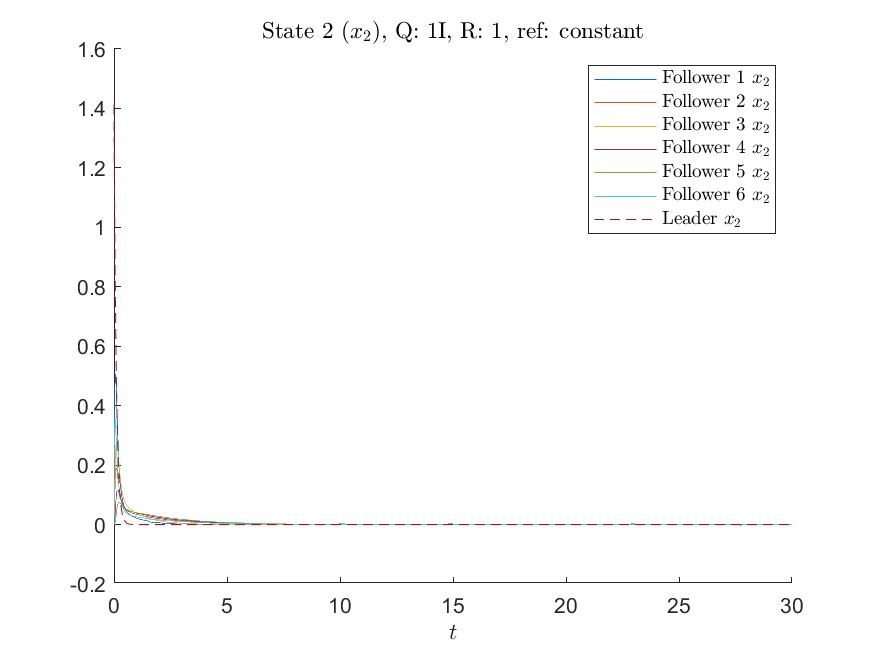 State 2 (x₂), Q: 1I, R: 1, ref: constant
1.6
1.4
1.2
1
0.8
0.6
0.4
0.2
0
-0.2
Follower 1 x₂
Follower 2 x₂
Follower 3 x₂
Follower 4 x₂
Follower 5 x₂
Follower 6 x₂
Leader x₂
0 5 10 15 20 25 30
t